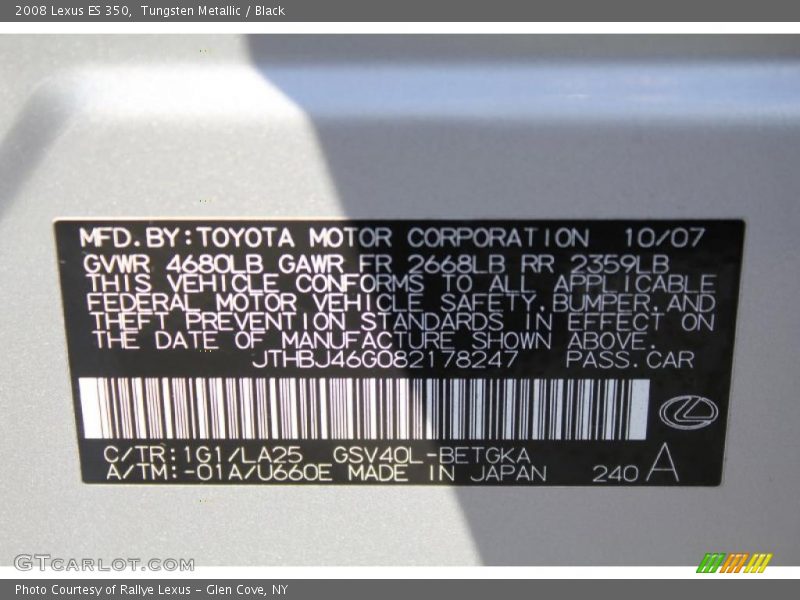 2008 Lexus ES 350,  Tungsten Metallic / Black
MFD.BY:TOYOTA MOTOR CORPORATION 10/07
GVWR 4680LB GAWR FR 2668LB RR 2359LB
THIS VEHICLE CONFORMS TO ALL APPLICABLE
FEDERAL MOTOR VEHICLE SAFETY,BUMPER,AND
THEFT PREVENTION STANDARDS IN EFFECT ON
THE DATE OF MANUFACTURE SHOWN ABOVE.
JTHBJ46G082178247 PASS.CAR
C/TR:1G1/LA25 GSV40L-BETGKA
A/TM:-01A/U660E MADE IN JAPAN 240 A
GTCARLOT.COM
Photo Courtesy of Rallye Lexus - Glen Cove, NY